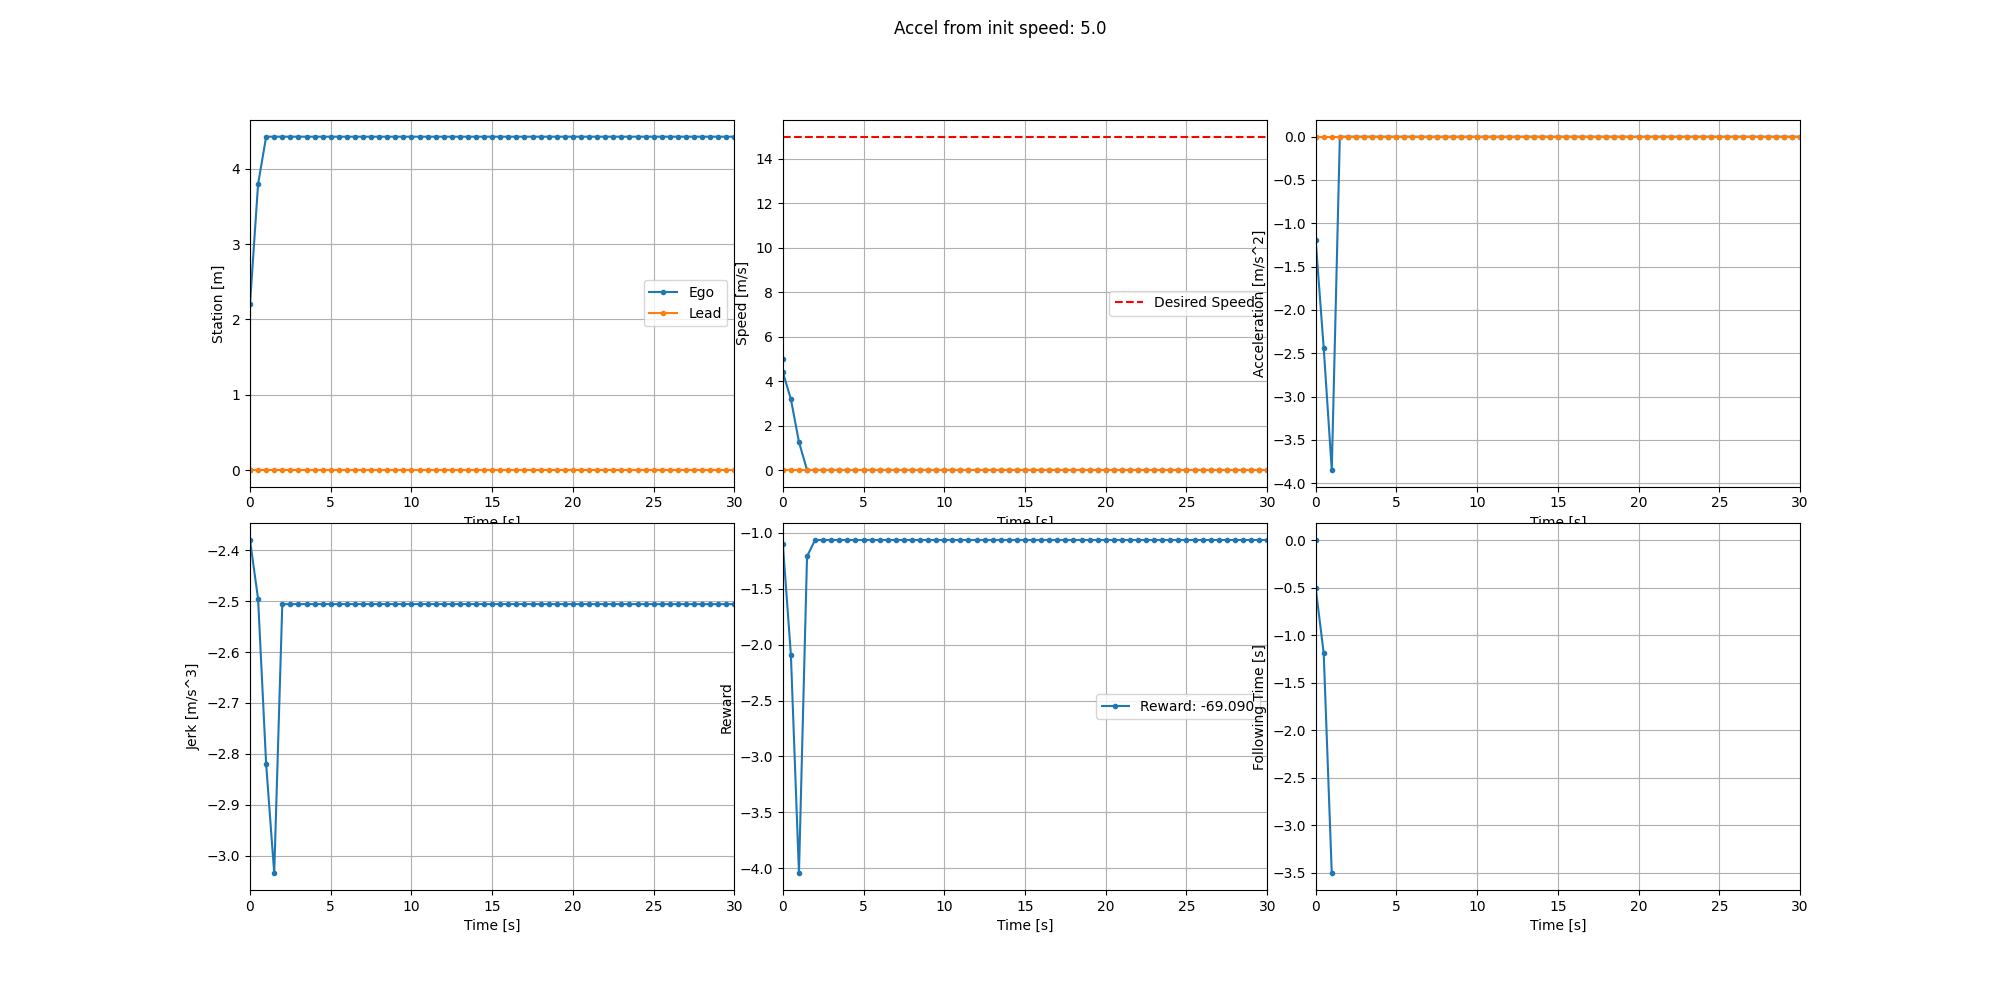 Accel from init speed: 5.0
Station [m]
4
3
2
1
0
Ego
Lead
0 5 10 15 20 25 30
Time [s]
Speed [m/s]
14
12
10
8
6
4
2
0
Desired Speed
0 5 10 15 20 25 30
Time [s]
Acceleration [m/s^2]
0.0
−0.5
−1.0
−1.5
−2.0
−2.5
−3.0
−3.5
−4.0
0 5 10 15 20 25 30
Time [s]
Jerk [m/s^3]
−2.4
−2.5
−2.6
−2.7
−2.8
−2.9
−3.0
0 5 10 15 20 25 30
Time [s]
Reward
−1.0
−1.5
−2.0
−2.5
−3.0
−3.5
−4.0
Reward: -69.090
0 5 10 15 20 25 30
Time [s]
Following Time [s]
0.0
−0.5
−1.0
−1.5
−2.0
−2.5
−3.0
−3.5
0 5 10 15 20 25 30
Time [s]